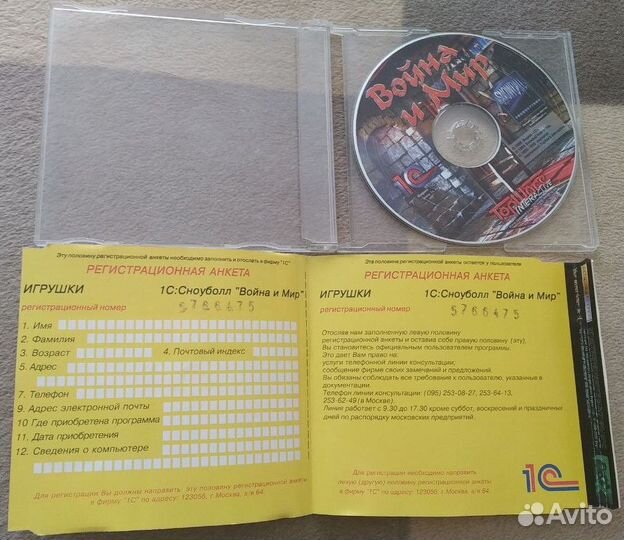 Война
и Мир
1С
TopWare
INTERACTIVE
Эту половину регистрационной анкеты необходимо заполнить и отослать в фирму "1С"
РЕГИСТРАЦИОННАЯ АНКЕТА
ИГРУШКИ 1С:Сноуболл "Война и Мир"
регистрационный номер 5766475
1. Имя
2. Фамилия
3. Возраст 4. Почтовый индекс
5. Адрес
7. Телефон
9. Адрес электронной почты
10 Где приобретена программа
11. Дата приобретения
12. Сведения о компьютере
Для регистрации Вы должны направить эту половину регистрационной анкеты
в фирму "1С" по адресу: 123056, г.Москва, а/я 64.
Эта половина регистрационной анкеты остается у пользователя
РЕГИСТРАЦИОННАЯ АНКЕТА
ИГРУШКИ 1С:Сноуболл "Война и Мир"
регистрационный номер 5766475
Отослав нам заполненную левую половину
регистрационной анкеты и оставив себе правую половину (эту),
Вы становитесь официальным пользователем программы.
Это дает Вам право на:
услуги телефонной линии консультации,
сообщение фирме своих замечаний и предложений.
Вы обязаны соблюдать все требования к пользователю, указанные в
документации.
Телефон линии консультации: (095) 253-08-27, 253-64-13,
253-62-49 (в Москве).
Линия работает с 9.30 до 17.30 кроме суббот, воскресений и праздничных
дней по распорядку московских предприятий.
Для регистрации необходимо направить
левую (другую) половину регистрационной анкеты
в фирму "1С" по адресу: 123056, г.Москва, а/я 64.
1С
Avito